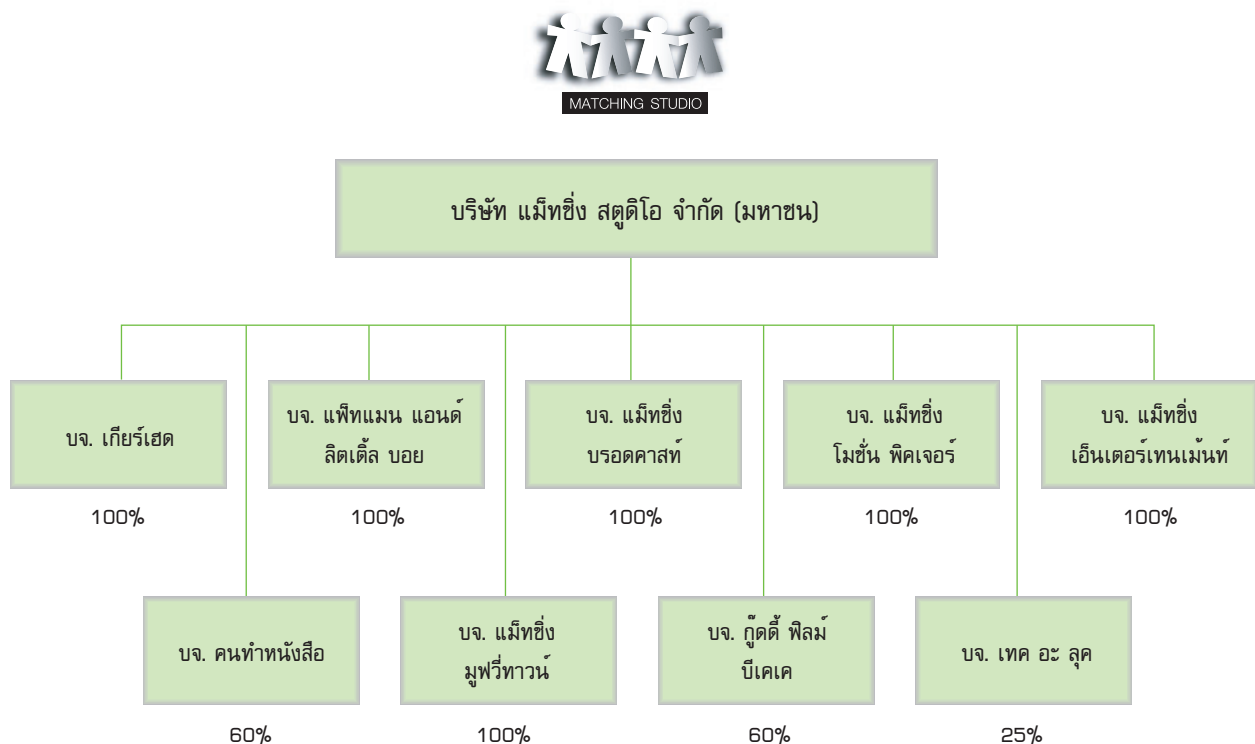 MATCHING STUDIO
บริษัท แม็ทชิ่ง สตูดิโอ จำกัด (มหาชน)
บจ. เกียร์เฮด
100%
บจ. แฟ็ทแมน แอนด์
ลิตเติ้ล บอย
100%
บจ. แม็ทชิ่ง
บรอดคาสท์
100%
บจ. แม็ทชิ่ง
โมชั่น พิคเจอร์
100%
บจ. แม็ทชิ่ง
เอ็นเตอร์เทนเม้นท์
100%
บจ. คนทำหนังสือ
60%
บจ. แม็ทชิ่ง
มูฟวี่ทาวน์
100%
บจ. กู๊ดดี้ ฟิลม์
บีเคเค
60%
บจ. เทค อะ ลุค
25%